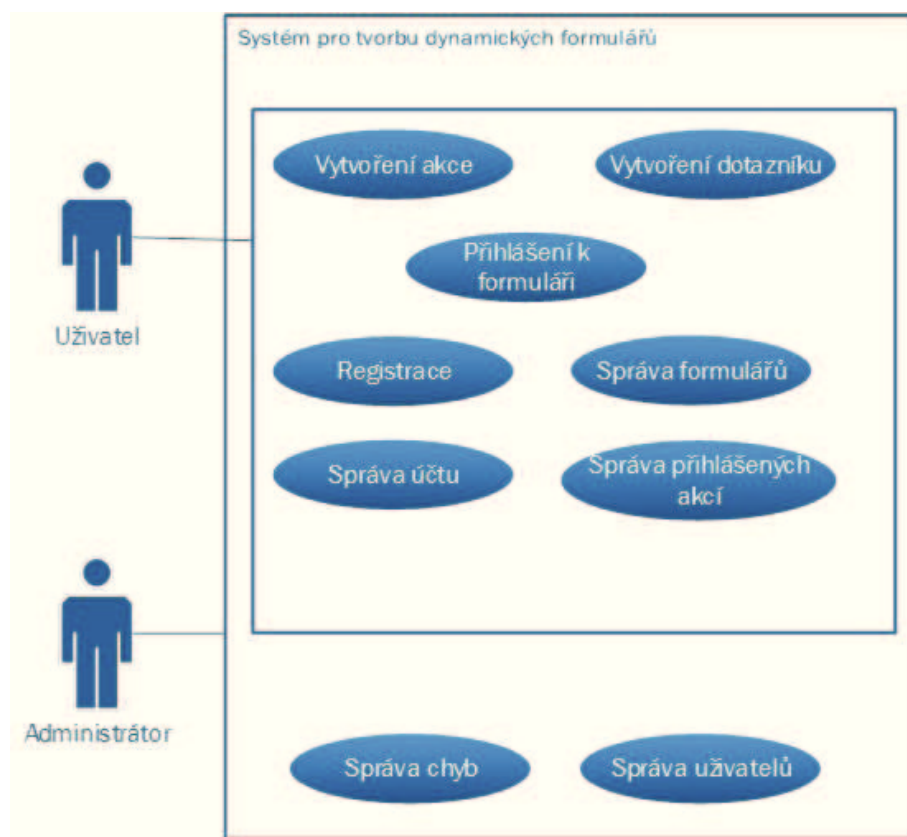 Systém pro tvorbu dynamických formulářů
Vytvoření akce
Vytvoření dotazníku
Přihlášení k
formuláři
Uživatel
Registrace
Správa formulářů
Správa účtu
Správa přihlášených
akcí
Administrátor
Správa chyb
Správa uživatelů